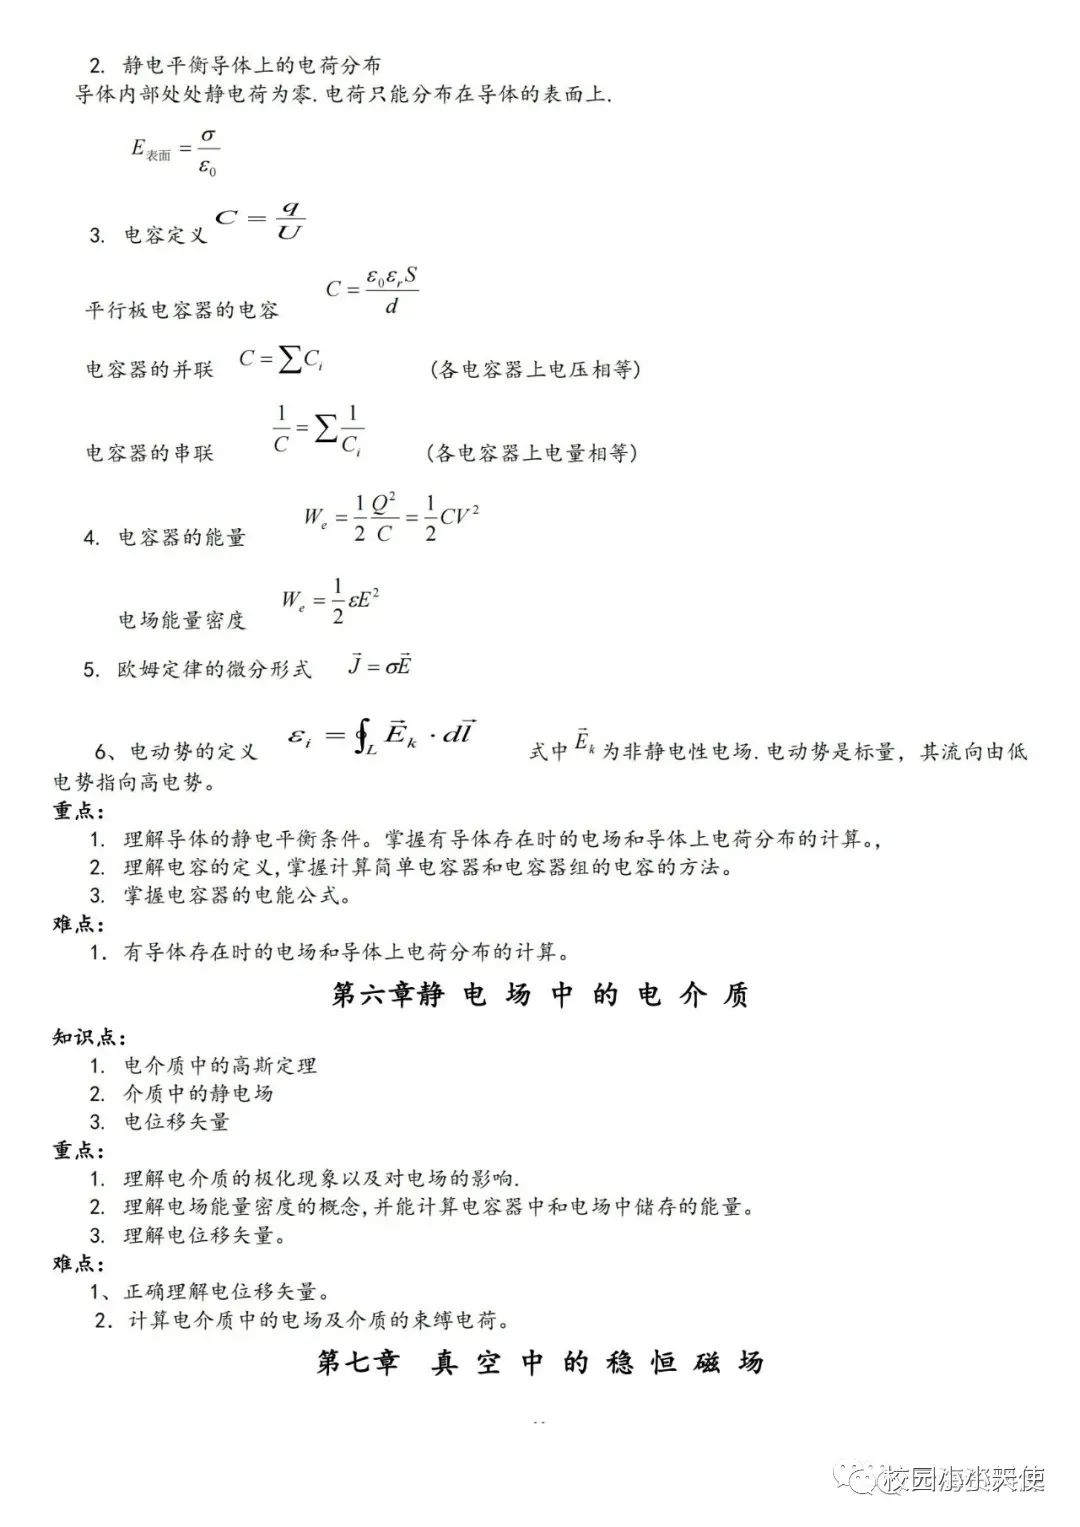 2. 静电平衡导体上的电荷分布
导体内部处处静电荷为零.电荷只能分布在导体的表面上.
E表面 = σ/ε₀
3. 电容定义 C = q/U
平行板电容器的电容 C = ε₀εᵣS/d
电容器的并联 C = ∑Cᵢ (各电容器上电压相等)
电容器的串联 1/C = ∑ 1/Cᵢ (各电容器上电量相等)
4. 电容器的能量 Wₑ = 1/2 Q²/C = 1/2 CV²
电场能量密度 Wₑ = 1/2 εE²
5. 欧姆定律的微分形式 J⃗ = σE⃗
6、电动势的定义 εᵢ = ∮_L E⃗ₖ · dl⃗ 式中 E⃗ₖ 为非静电性电场.电动势是标量，其流向由低
电势指向高电势。
重点：
1. 理解导体的静电平衡条件。掌握有导体存在时的电场和导体上电荷分布的计算。,
2. 理解电容的定义,掌握计算简单电容器和电容器组的电容的方法。
3. 掌握电容器的电能公式。
难点：
1. 有导体存在时的电场和导体上电荷分布的计算。
第六章静 电 场 中 的 电 介 质
知识点：
1. 电介质中的高斯定理
2. 介质中的静电场
3. 电位移矢量
重点：
1. 理解电介质的极化现象以及对电场的影响.
2. 理解电场能量密度的概念,并能计算电容器中和电场中储存的能量。
3. 理解电位移矢量。
难点：
1、正确理解电位移矢量。
2. 计算电介质中的电场及介质的束缚电荷。
第七章 真 空 中 的 稳 恒 磁 场
校园小小天使